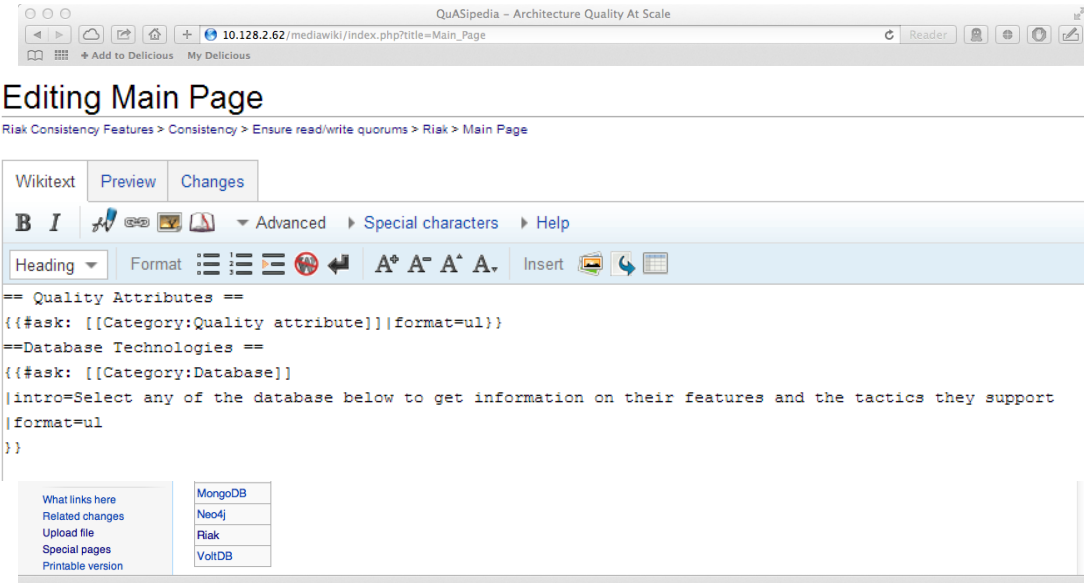 QuASipedia – Architecture Quality At Scale
10.128.2.62/mediawiki/index.php?title=Main_Page
Reader
+ Add to Delicious My Delicious
Editing Main Page
Riak Consistency Features > Consistency > Ensure read/write quorums > Riak > Main Page
Wikitext Preview Changes
B I Advanced Special characters Help
Heading Format A A A A Insert
== Quality Attributes ==
{{#ask: [[Category:Quality attribute]]|format=ul}}
==Database Technologies ==
{{#ask: [[Category:Database]]
|intro=Select any of the database below to get information on their features and the tactics they support
|format=ul
}}
What links here
Related changes
Upload file
Special pages
Printable version
MongoDB
Neo4j
Riak
VoltDB